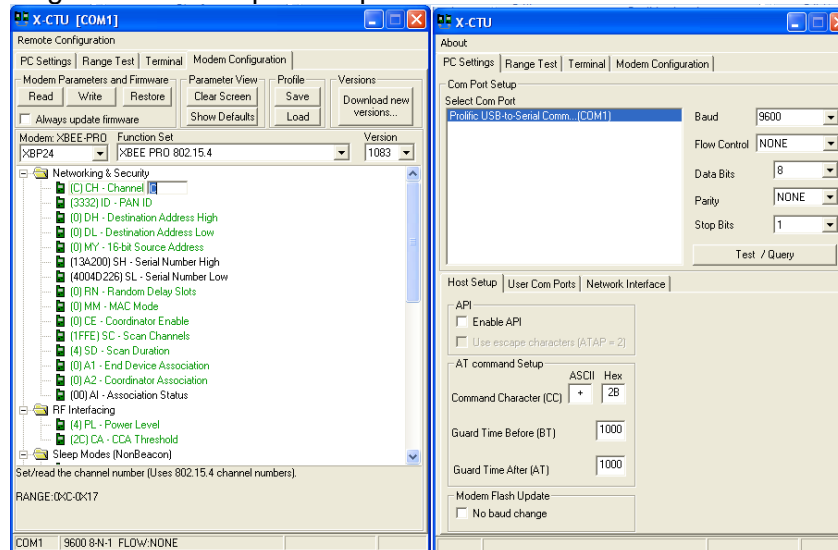 X-CTU [COM1]
Remote Configuration
PC Settings Range Test Terminal Modem Configuration
Modem Parameters and Firmware Parameter View Profile Versions
Read Write Restore Clear Screen Save Download new versions...
Always update firmware Show Defaults Load
Modem: XBEE-PRO Function Set Version
XBP24 XBEE PRO 802.15.4 1083
Networking & Security
(C) CH - Channel
(3332) ID - PAN ID
(0) DH - Destination Address High
(0) DL - Destination Address Low
(0) MY - 16-bit Source Address
(13A200) SH - Serial Number High
(4004D226) SL - Serial Number Low
(0) RN - Random Delay Slots
(0) MM - MAC Mode
(0) CE - Coordinator Enable
(1FFE) SC - Scan Channels
(4) SD - Scan Duration
(0) A1 - End Device Association
(0) A2 - Coordinator Association
(00) AI - Association Status
RF Interfacing
(4) PL - Power Level
(2C) CA - CCA Threshold
Sleep Modes (NonBeacon)
Set/read the channel number (Uses 802.15.4 channel numbers).
RANGE:0XC-0X17
COM1 9600 8-N-1 FLOW:NONE
X-CTU
About
PC Settings Range Test Terminal Modem Configuration
Com Port Setup
Select Com Port
Prolific USB-to-Serial Comm...(COM1)
Baud 9600
Flow Control NONE
Data Bits 8
Parity NONE
Stop Bits 1
Test / Query
Host Setup User Com Ports Network Interface
API
Enable API
Use escape characters (ATAP = 2)
AT command Setup
ASCII Hex
Command Character (CC) + 2B
Guard Time Before (BT) 1000
Guard Time After (AT) 1000
Modem Flash Update
No baud change